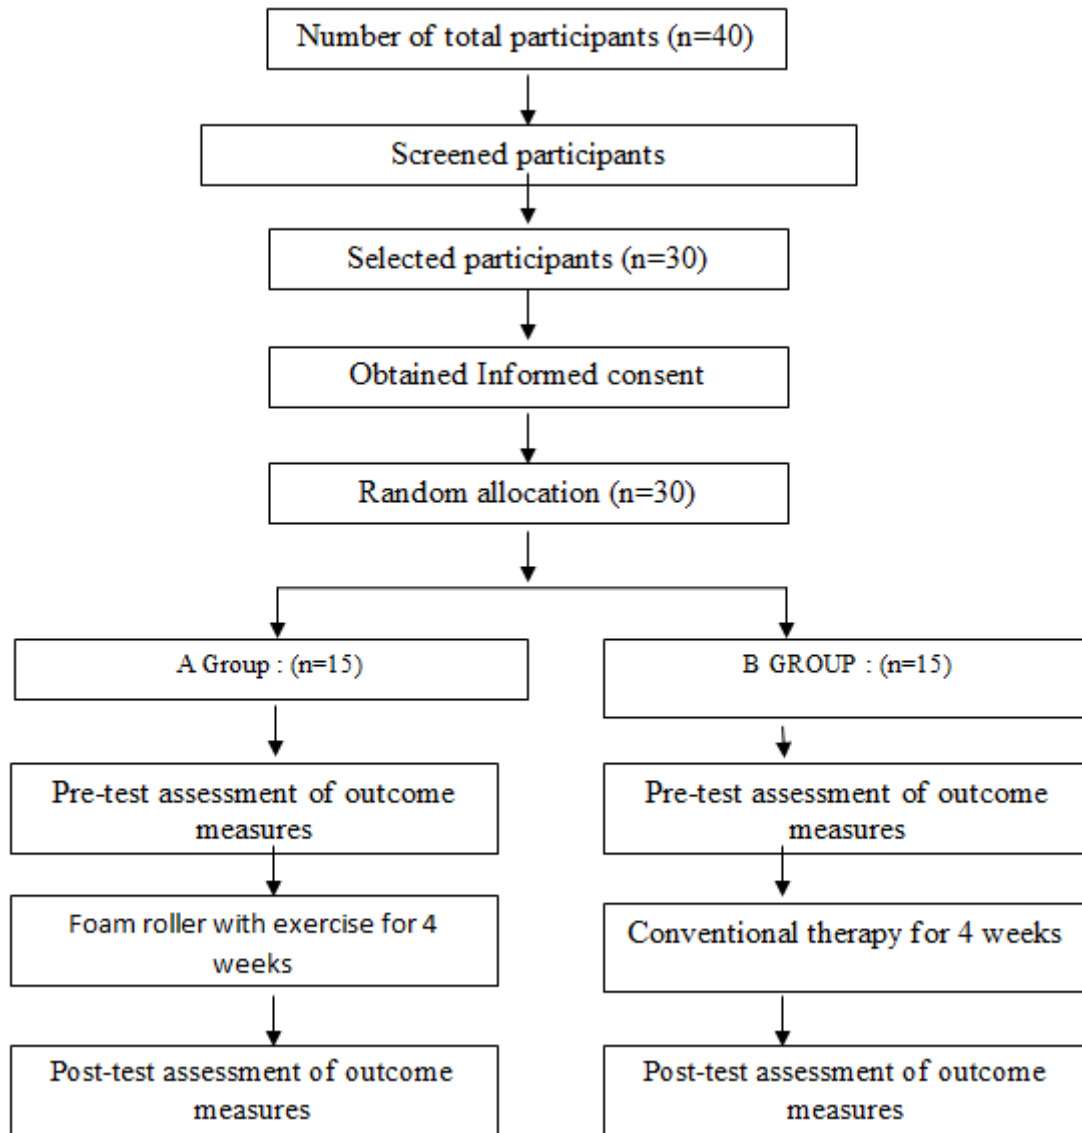 Number of total participants (n=40)
Screened participants
Selected participants (n=30)
Obtained Informed consent
Random allocation (n=30)
A Group : (n=15)
B GROUP : (n=15)
Pre-test assessment of outcome
measures
Pre-test assessment of outcome
measures
Foam roller with exercise for 4
weeks
Conventional therapy for 4 weeks
Post-test assessment of outcome
measures
Post-test assessment of outcome
measures